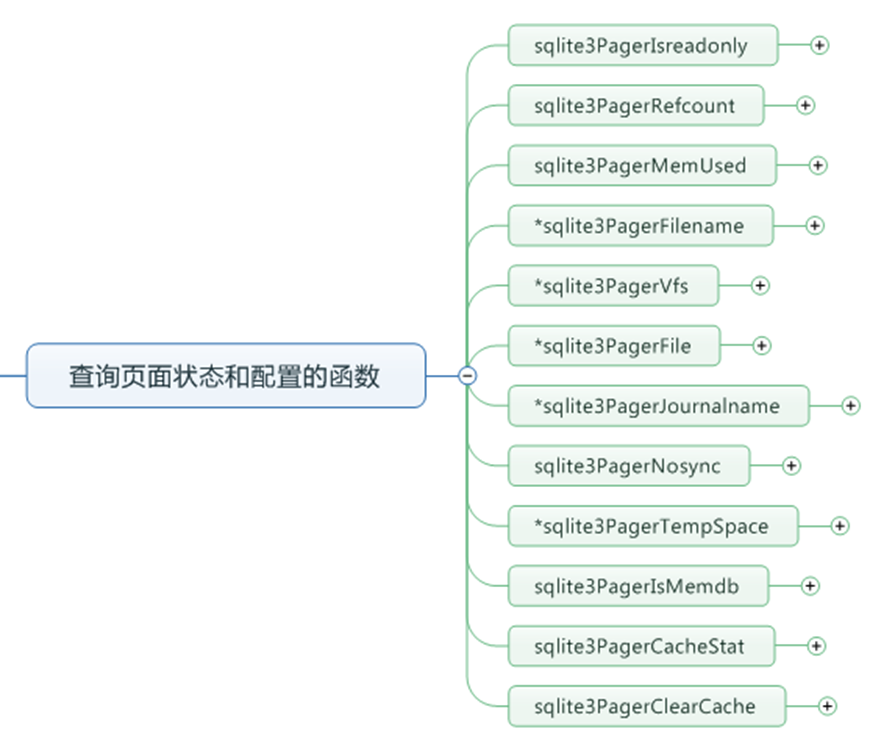 查询页面状态和配置的函数
sqlite3PagerIsreadonly
sqlite3PagerRefcount
sqlite3PagerMemUsed
*sqlite3PagerFilename
*sqlite3PagerVfs
*sqlite3PagerFile
*sqlite3PagerJournalname
sqlite3PagerNosync
*sqlite3PagerTempSpace
sqlite3PagerIsMemdb
sqlite3PagerCacheStat
sqlite3PagerClearCache